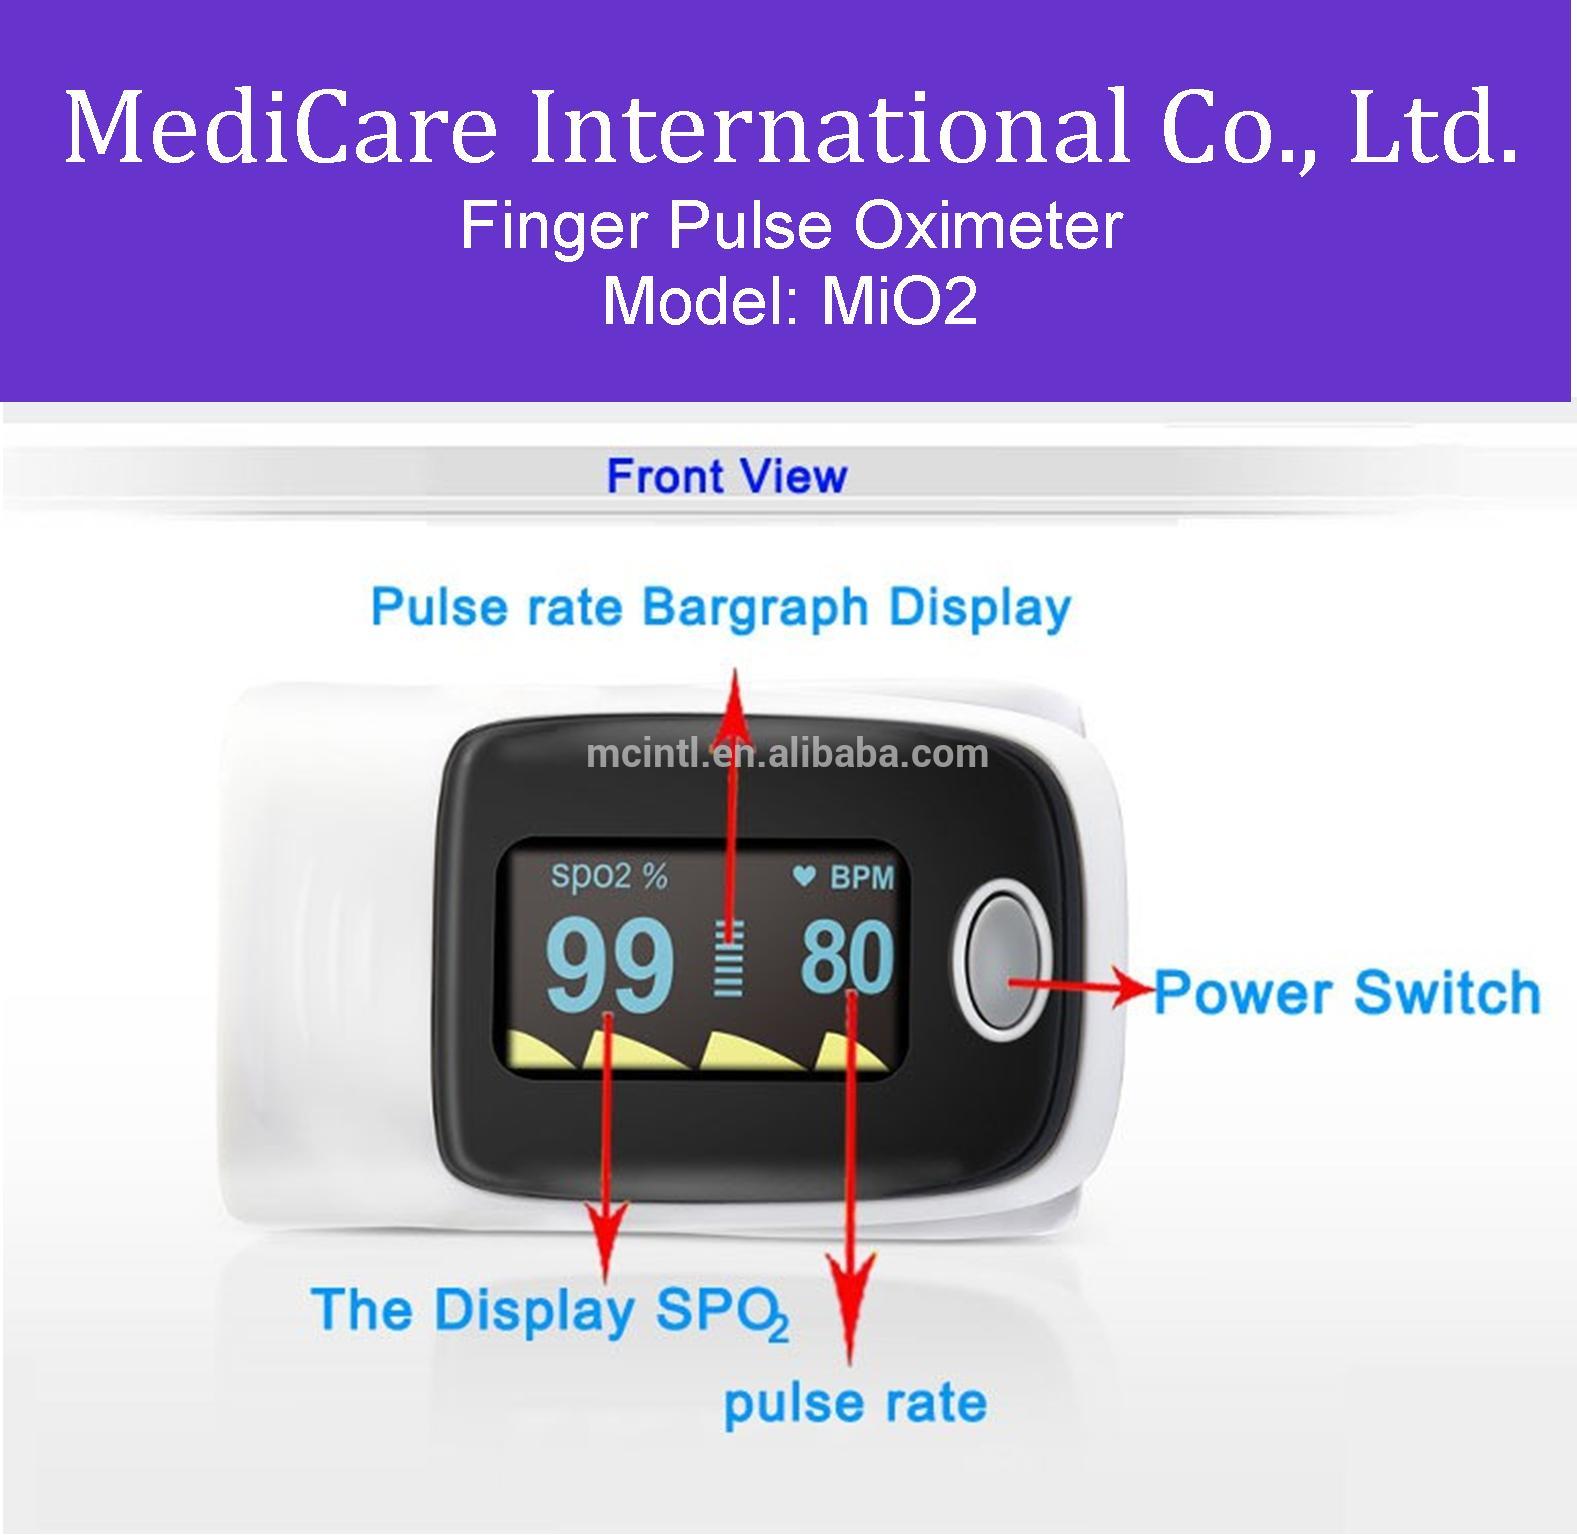 MediCare International Co., Ltd.
Finger Pulse Oximeter
Model: MiO2
Front View
Pulse rate Bargraph Display
mcintl.en.alibaba.com
spo2 % ♥ BPM
99 80
Power Switch
The Display SPO₂
pulse rate